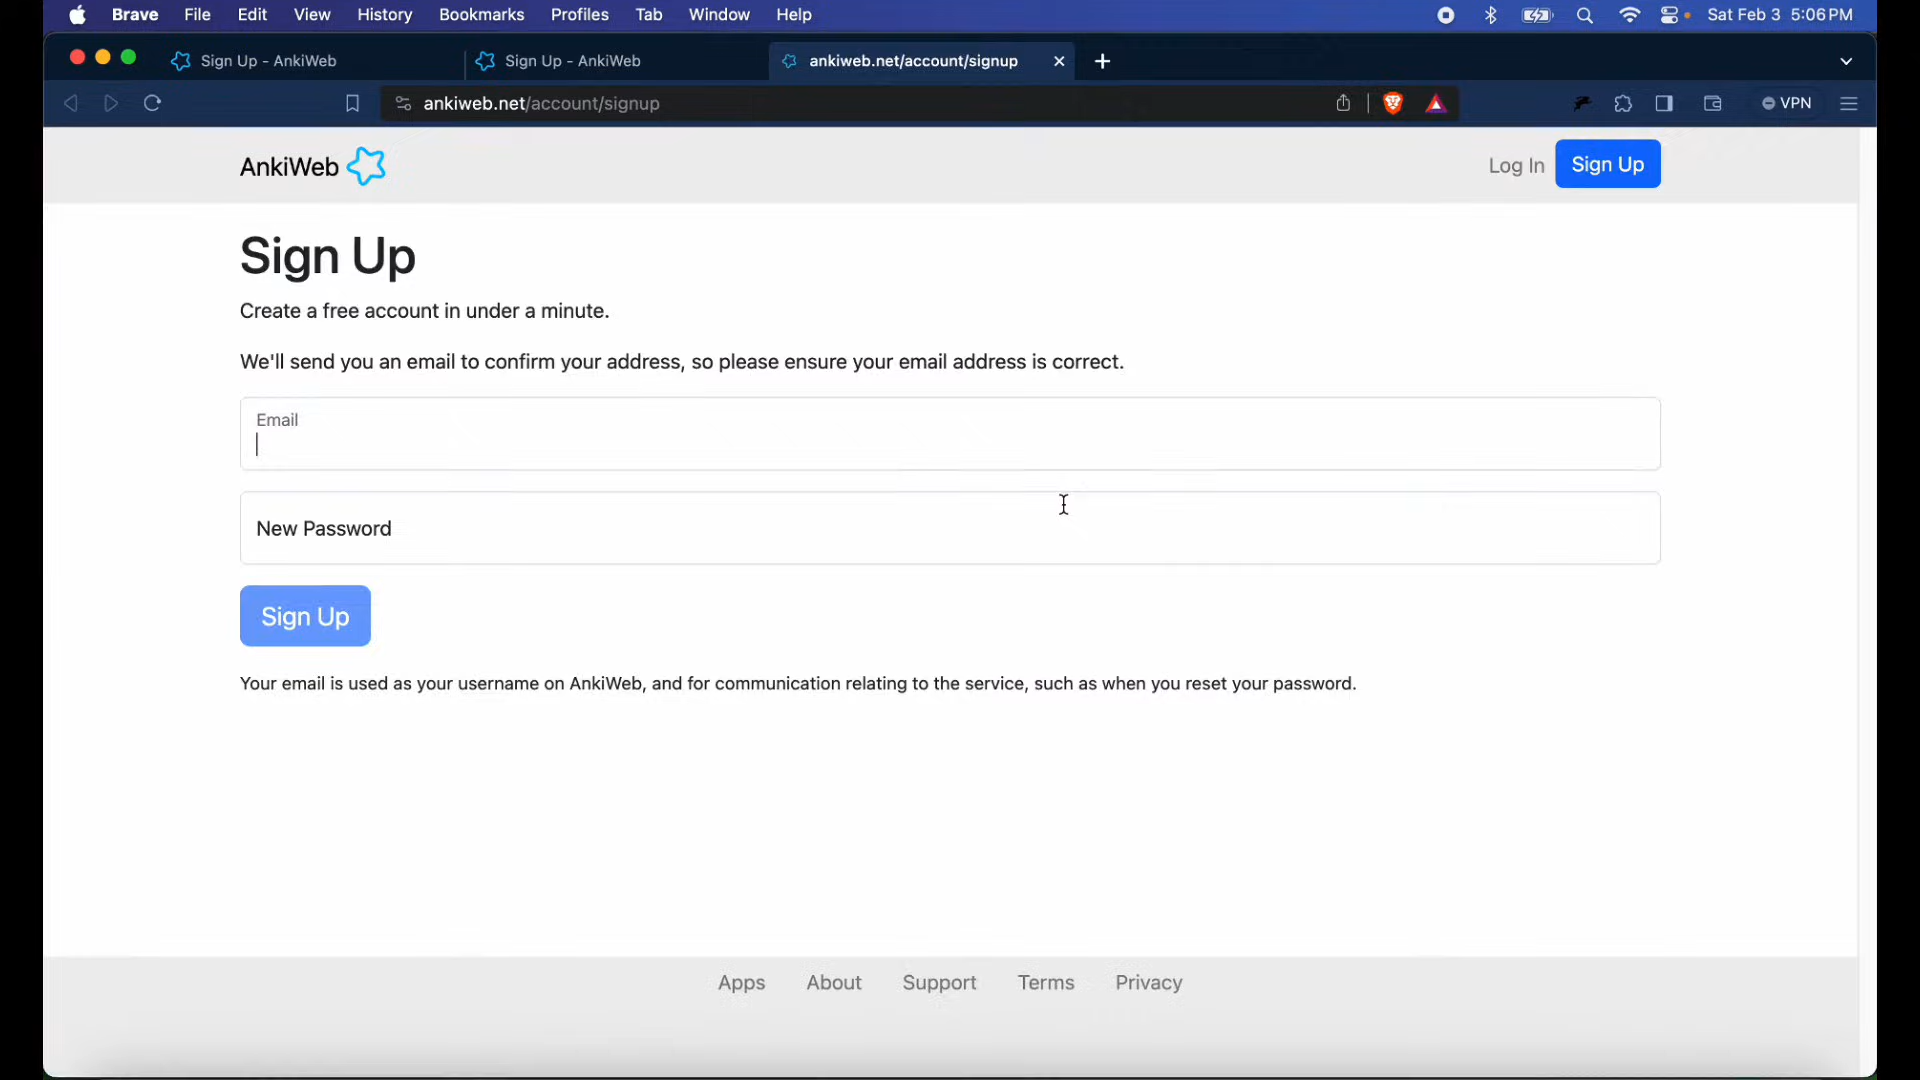 Brave File Edit View History Bookmarks Profiles Tab Window Help Sat Feb 3 5:06 PM
Sign Up - AnkiWeb Sign Up - AnkiWeb ankiweb.net/account/signup
ankiweb.net/account/signup VPN
AnkiWeb Log In Sign Up
Sign Up
Create a free account in under a minute.
We'll send you an email to confirm your address, so please ensure your email address is correct.
Email
New Password
Sign Up
Your email is used as your username on AnkiWeb, and for communication relating to the service, such as when you reset your password.
Apps About Support Terms Privacy